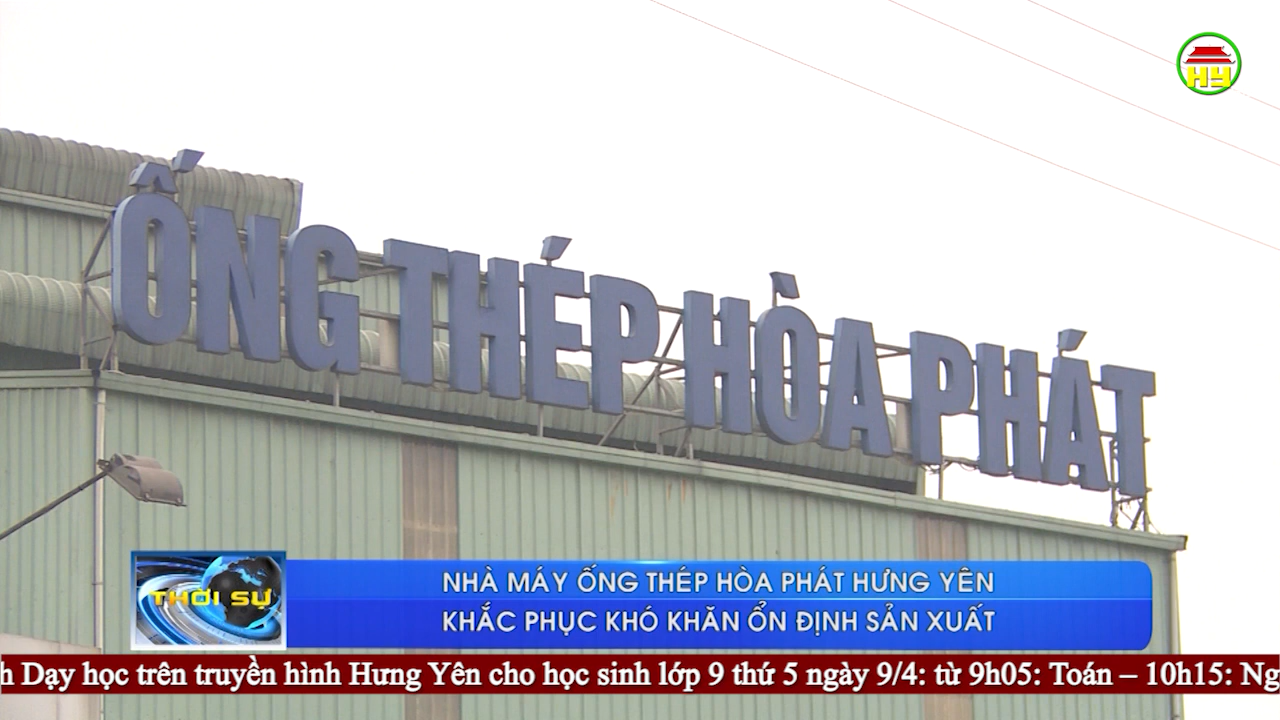 HY
ỐNG THÉP HÒA PHÁT
THỜI SỰ
NHÀ MÁY ỐNG THÉP HÒA PHÁT HƯNG YÊN
KHẮC PHỤC KHÓ KHĂN ỔN ĐỊNH SẢN XUẤT
h Dạy học trên truyền hình Hưng Yên cho học sinh lớp 9 thứ 5 ngày 9/4: từ 9h05: Toán – 10h15: Ng